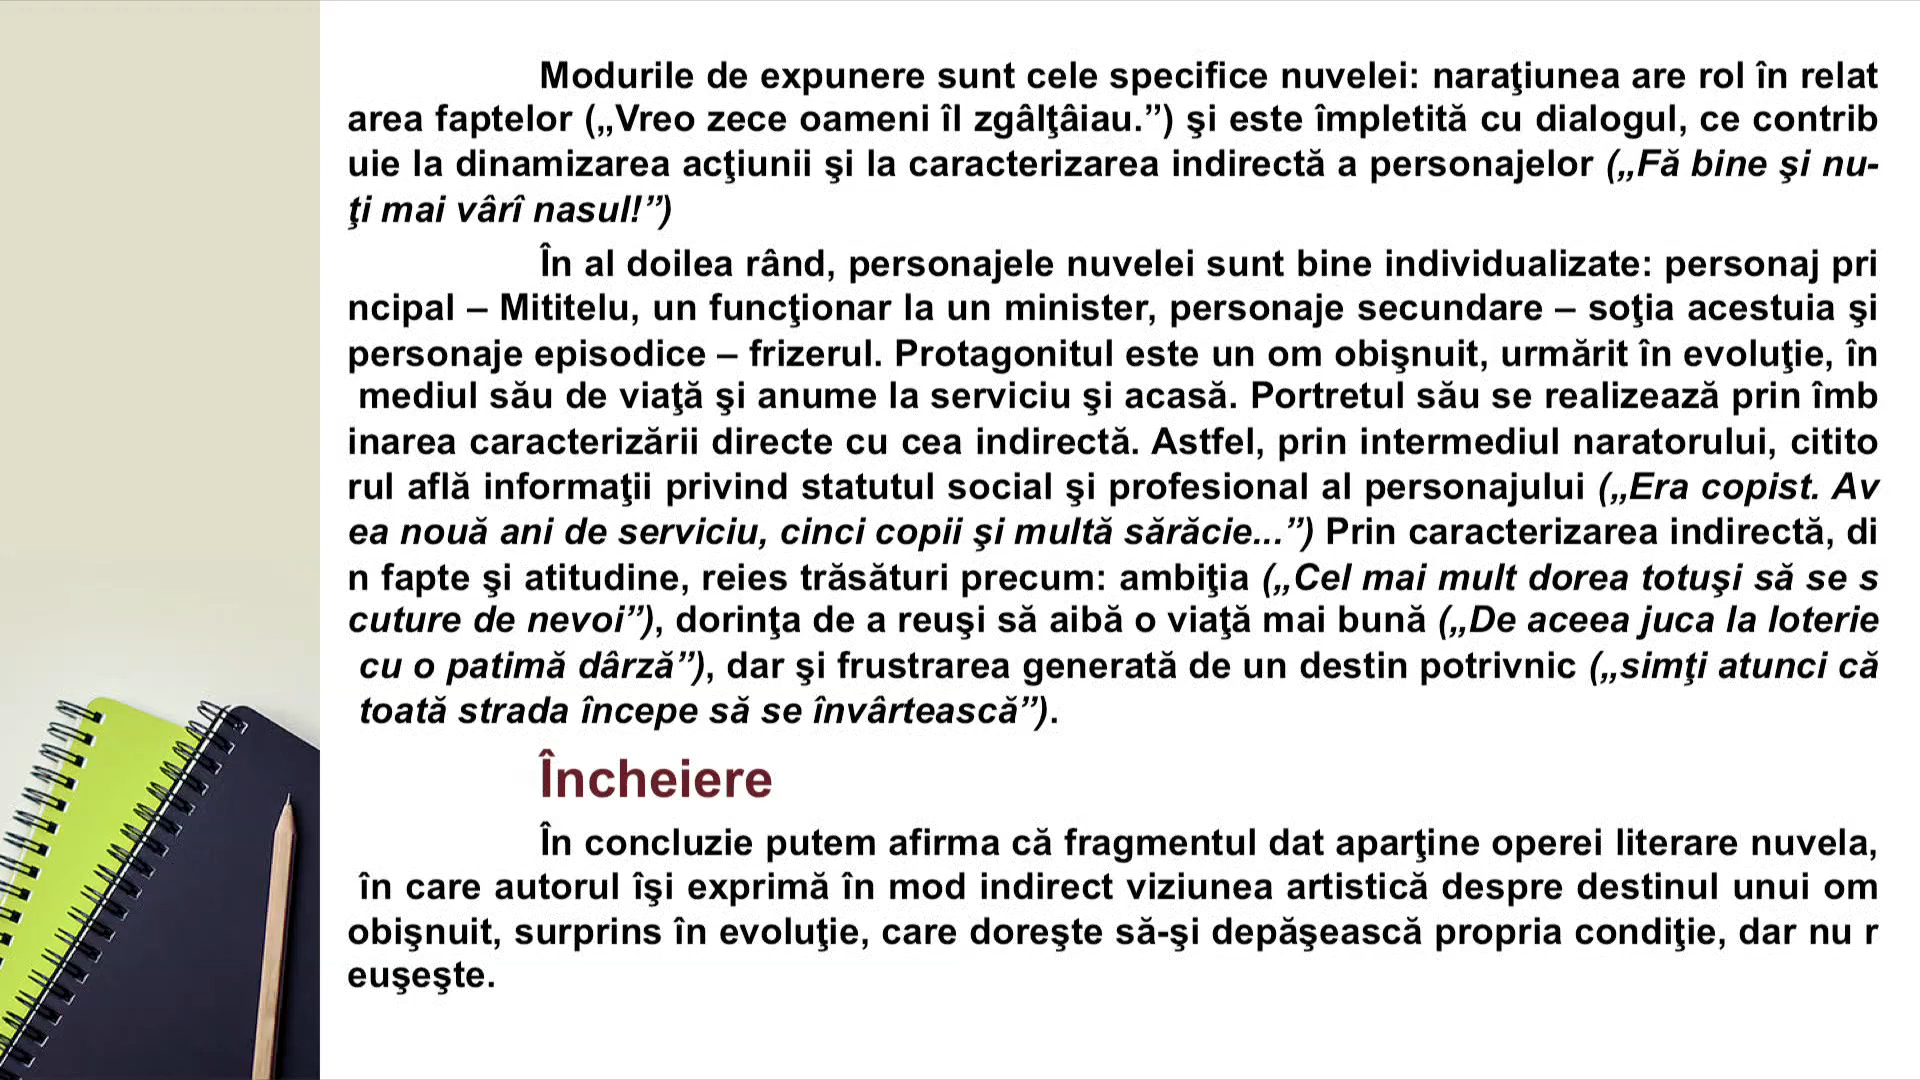 Modurile de expunere sunt cele specifice nuvelei: naraţiunea are rol în relat
area faptelor („Vreo zece oameni îl zgâlţâiau.”) şi este împletită cu dialogul, ce contrib
uie la dinamizarea acţiunii şi la caracterizarea indirectă a personajelor („Fă bine şi nu-
ţi mai vârî nasul!”)
În al doilea rând, personajele nuvelei sunt bine individualizate: personaj pri
ncipal – Mititelu, un funcţionar la un minister, personaje secundare – soţia acestuia şi
personaje episodice – frizerul. Protagonitul este un om obişnuit, urmărit în evoluţie, în
mediul său de viaţă şi anume la serviciu şi acasă. Portretul său se realizează prin îmb
inarea caracterizării directe cu cea indirectă. Astfel, prin intermediul naratorului, citito
rul află informaţii privind statutul social şi profesional al personajului („Era copist. Av
ea nouă ani de serviciu, cinci copii şi multă sărăcie...”) Prin caracterizarea indirectă, di
n fapte şi atitudine, reies trăsături precum: ambiţia („Cel mai mult dorea totuşi să se s
cuture de nevoi”), dorinţa de a reuşi să aibă o viaţă mai bună („De aceea juca la loterie
cu o patimă dârză”), dar şi frustrarea generată de un destin potrivnic („simţi atunci că
toată strada începe să se învârtească”).
Încheiere
În concluzie putem afirma că fragmentul dat aparţine operei literare nuvela,
în care autorul îşi exprimă în mod indirect viziunea artistică despre destinul unui om
obişnuit, surprins în evoluţie, care doreşte să-şi depăşească propria condiţie, dar nu r
euşeşte.